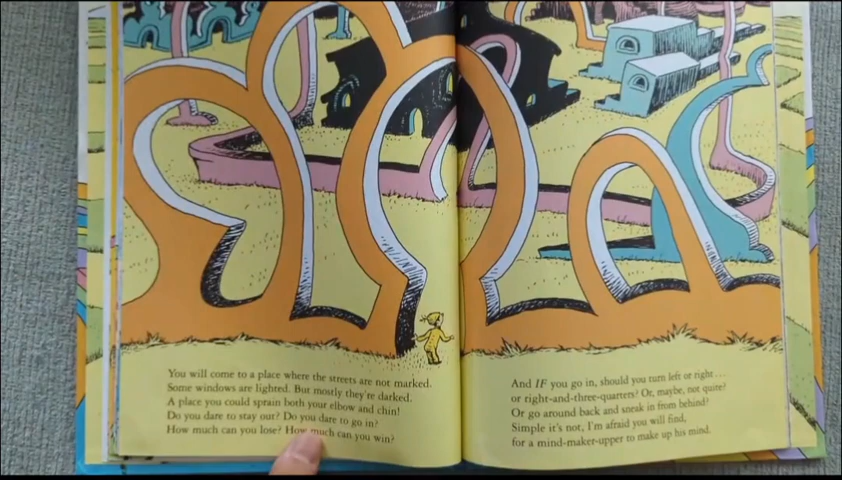 You will come to a place where the streets are not marked.
Some windows are lighted. But mostly they're darked.
A place you could sprain both your elbow and chin!
Do you dare to stay out? Do you dare to go in?
How much can you lose? How much can you win?
And IF you go in, should you turn left or right...
or right-and-three-quarters? Or, maybe, not quite?
Or go around back and sneak in from behind?
Simple it's not, I'm afraid you will find,
for a mind-maker-upper to make up his mind.